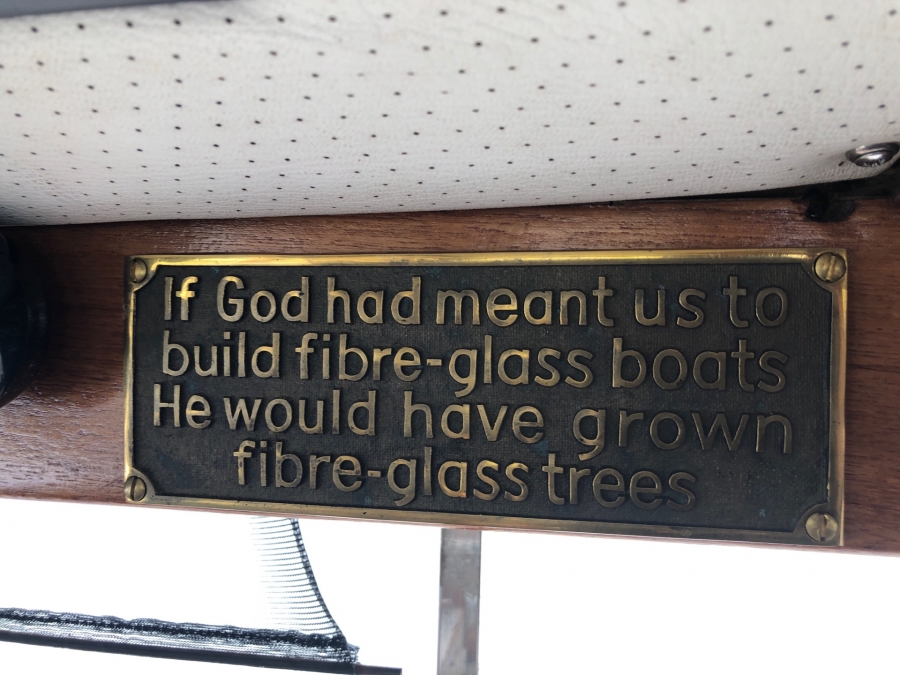 If God had meant us to
build fibre-glass boats
He would have grown
fibre-glass trees